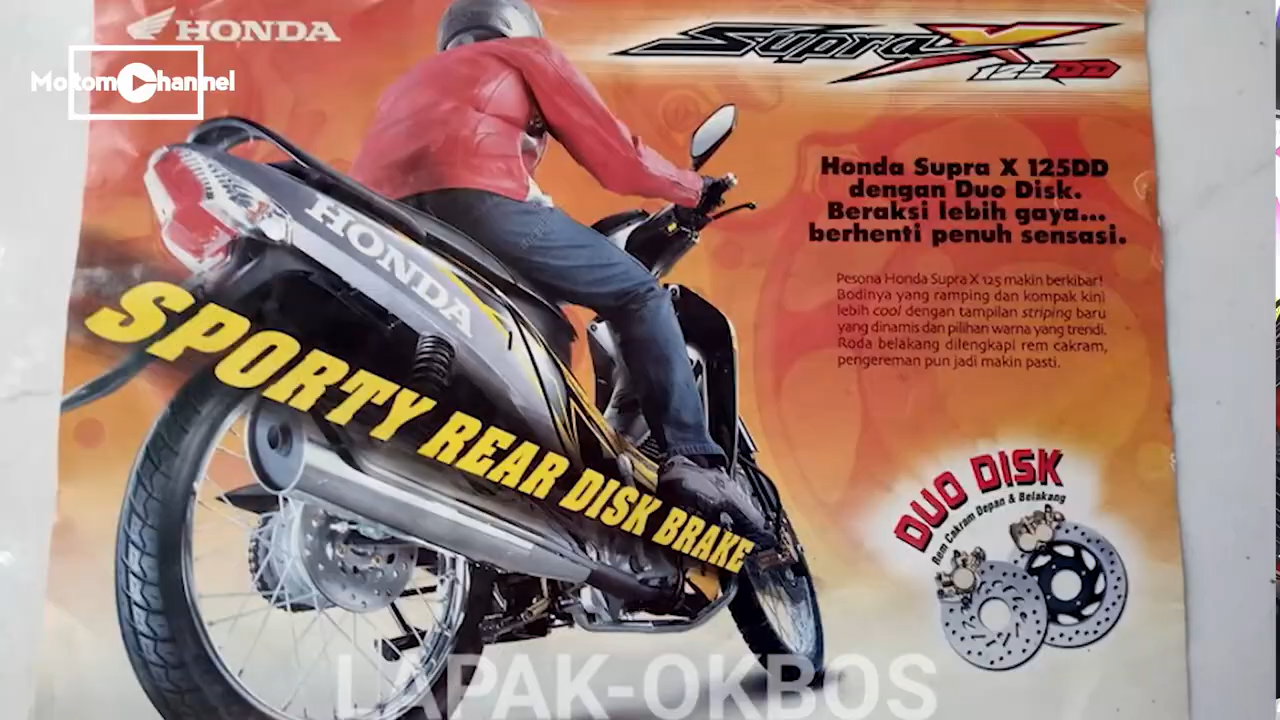 HONDA
Moltom Channel
Supra X
125DD
Honda Supra X 125DD
dengan Duo Disk.
Beraksi lebih gaya...
berhenti penuh sensasi.
Pesona Honda Supra X 125 makin berkibar!
Bodinya yang ramping dan kompak kini
lebih cool dengan tampilan striping baru
yang dinamis dan pilihan warna yang trendi.
Roda belakang dilengkapi rem cakram,
pengereman pun jadi makin pasti.
HONDA
SPORTY REAR DISK BRAKE
DUO DISK
Rem Cakram Depan & Belakang
LAPAK-OKBOS